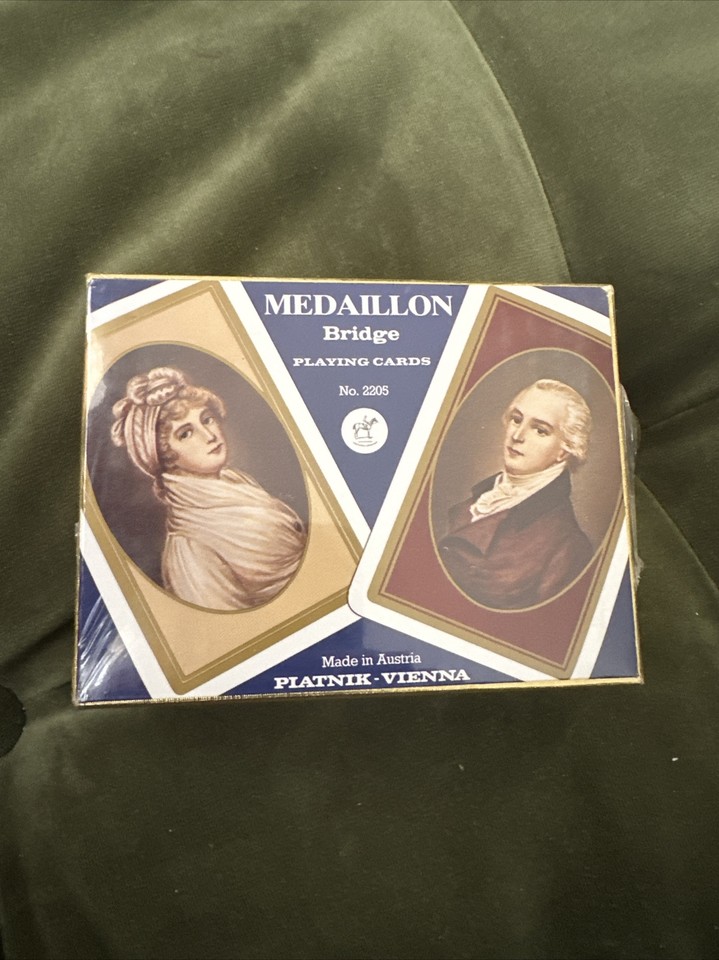 MEDAILLON
Bridge
PLAYING CARDS
No. 2205
Made in Austria
PIATNIK - VIENNA